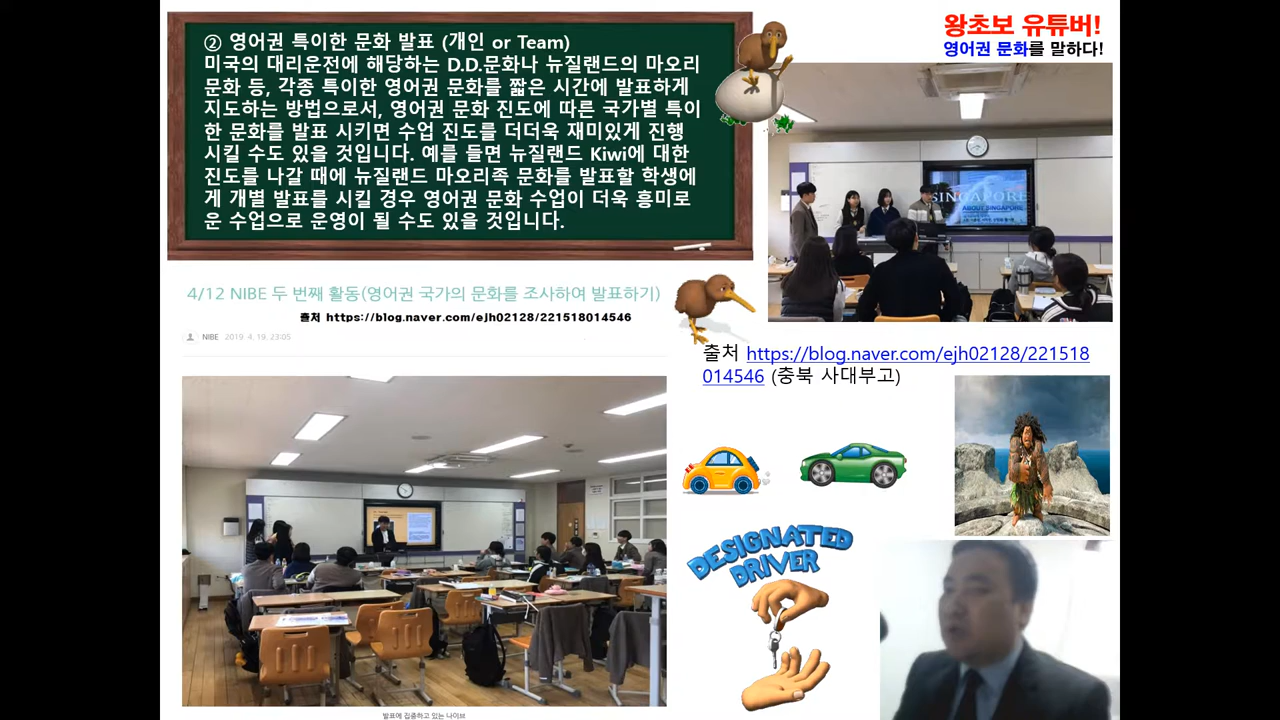 ② 영어권 특이한 문화 발표 (개인 or Team)
미국의 대리운전에 해당하는 D.D.문화나 뉴질랜드의 마오리
문화 등, 각종 특이한 영어권 문화를 짧은 시간에 발표하게
지도하는 방법으로서, 영어권 문화 진도에 따른 국가별 특이
한 문화를 발표 시키면 수업 진도를 더더욱 재미있게 진행
시킬 수도 있을 것입니다. 예를 들면 뉴질랜드 Kiwi에 대한
진도를 나갈 때에 뉴질랜드 마오리족 문화를 발표할 학생에
게 개별 발표를 시킬 경우 영어권 문화 수업이 더욱 흥미로
운 수업으로 운영이 될 수도 있을 것입니다.
왕초보 유튜버!
영어권 문화를 말하다!
SINGAPORE
ABOUT SINGAPORE
4/12 NIBE 두 번째 활동(영어권 국가의 문화를 조사하여 발표하기)
출처 https://blog.naver.com/ejh02128/221518014546
NIBE 2019. 4. 19. 23:05
출처 https://blog.naver.com/ejh02128/221518
014546 (충북 사대부고)
DESIGNATED
DRIVER
발표에 집중하고 있는 나이브